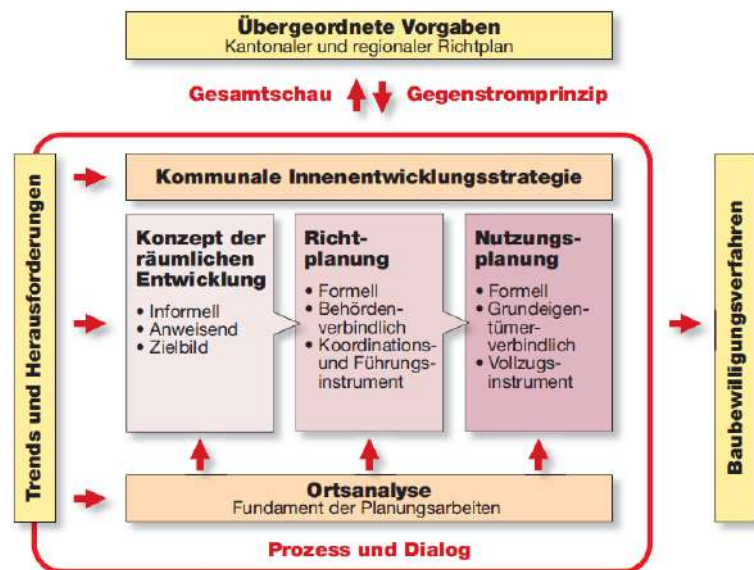 Übergeordnete Vorgaben
Kantonaler und regionaler Richtplan
Gesamtschau
Gegenstromprinzip
Trends und Herausforderungen
Kommunale Innenentwicklungsstrategie
Konzept der
räumlichen
Entwicklung
• Informell
• Anweisend
• Zielbild
Richt-
planung
• Formell
• Behörden-
verbindlich
• Koordinations-
und Führungs-
instrument
Nutzungs-
planung
• Formell
• Grundeigen-
tümer-
verbindlich
• Vollzugs-
instrument
Ortsanalyse
Fundament der Planungsarbeiten
Prozess und Dialog
Baubewilligungsverfahren